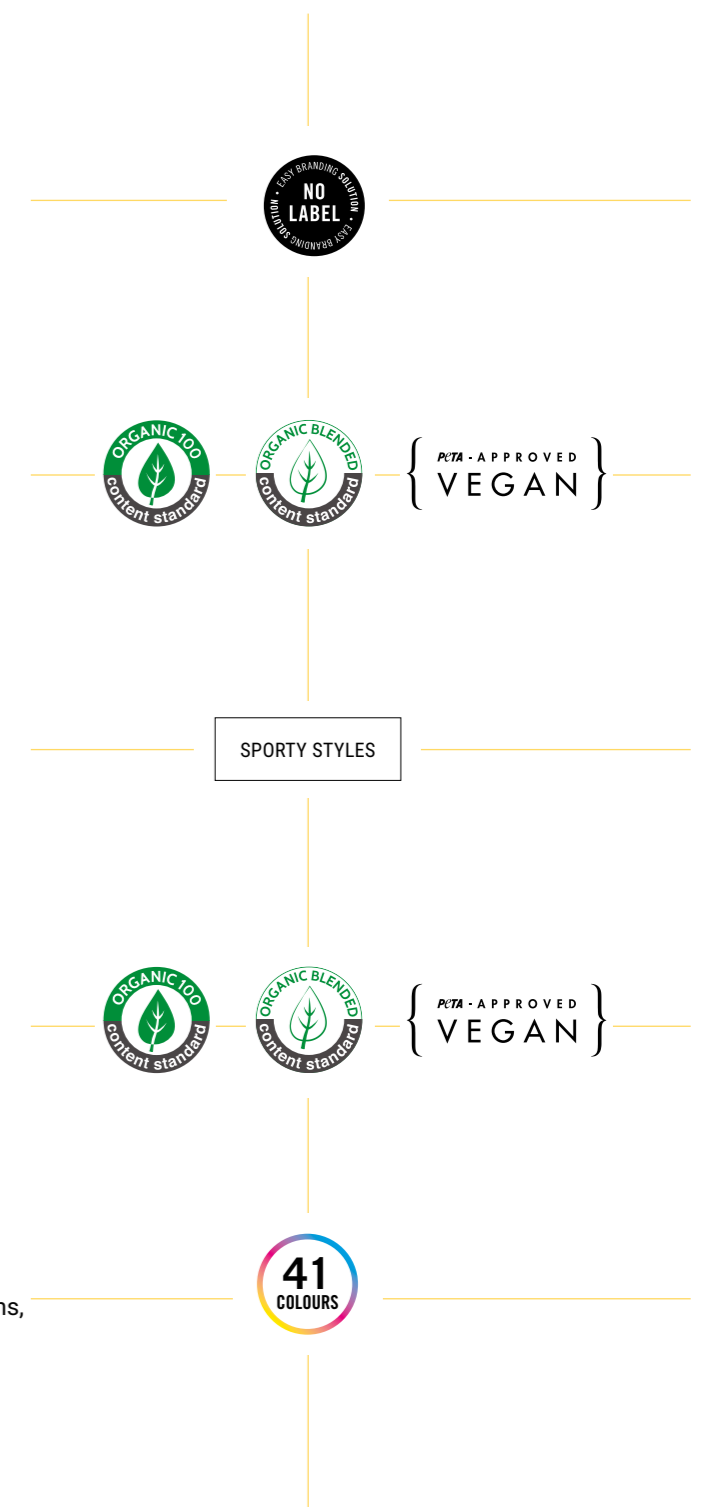 • EASY BRANDING SOLUTION • EASY BRANDING SOLUTION
NO
LABEL
ORGANIC 100
content standard
ORGANIC BLENDED
content standard
PETA - APPROVED
VEGAN
SPORTY STYLES
ORGANIC 100
content standard
ORGANIC BLENDED
content standard
PETA - APPROVED
VEGAN
41
COLOURS
ns,